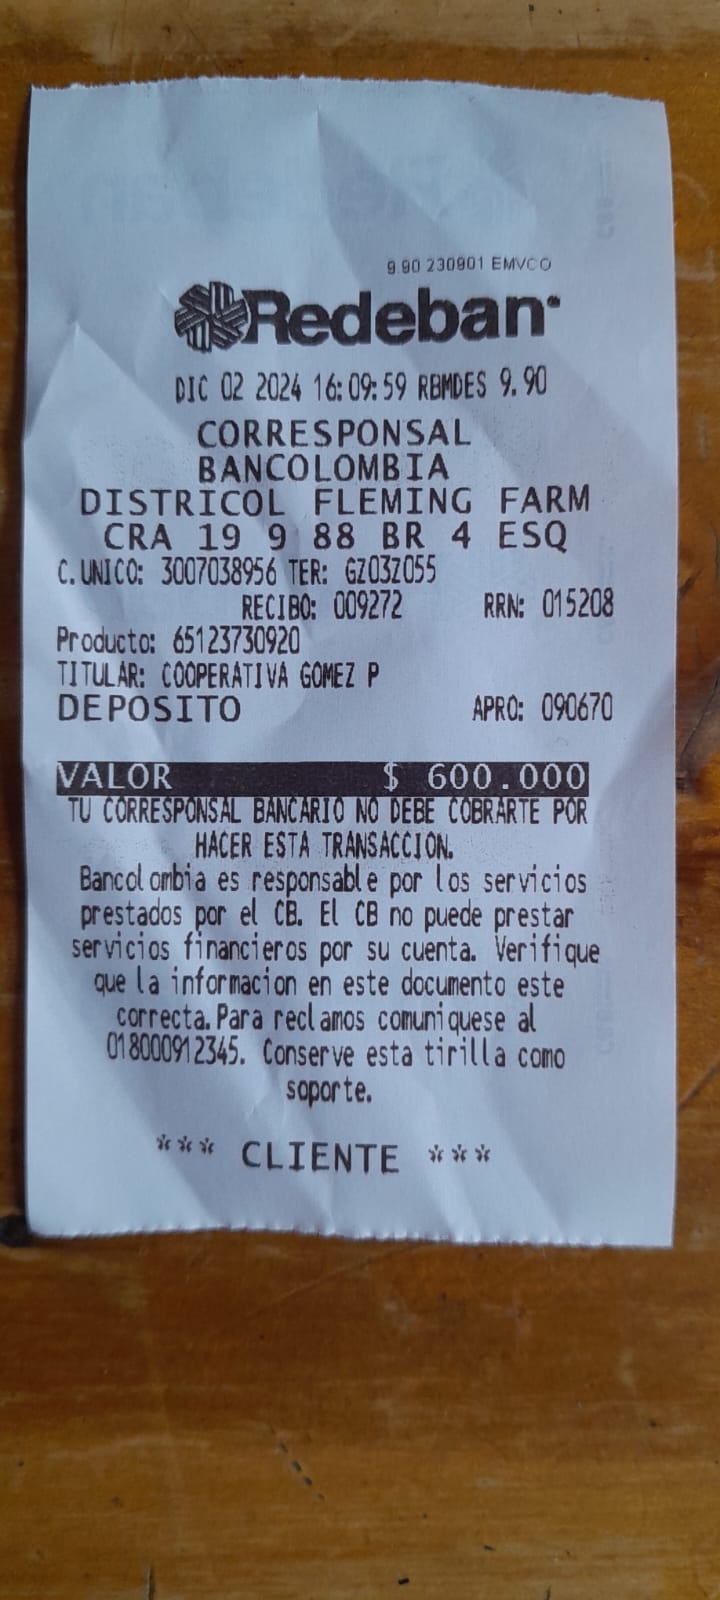 9.90 230901 EMVCO
Redeban
DIC 02 2024 16:09:59 RBMDES 9.90
CORRESPONSAL
BANCOLOMBIA
DISTRICOL FLEMING FARM
CRA 19 9 88 BR 4 ESQ
C.UNICO: 3007038956 TER: GZ03Z055
RECIBO: 009272 RRN: 015208
Producto: 65123730920
TITULAR: COOPERATIVA GOMEZ P
DEPOSITO APRO: 090670
VALOR $ 600.000
TU CORRESPONSAL BANCARIO NO DEBE COBRARTE POR
HACER ESTA TRANSACCION.
Bancolombia es responsable por los servicios
prestados por el CB. El CB no puede prestar
servicios financieros por su cuenta. Verifique
que la informacion en este documento este
correcta.Para reclamos comuniquese al
018000912345. Conserve esta tirilla como
soporte.
*** CLIENTE ***